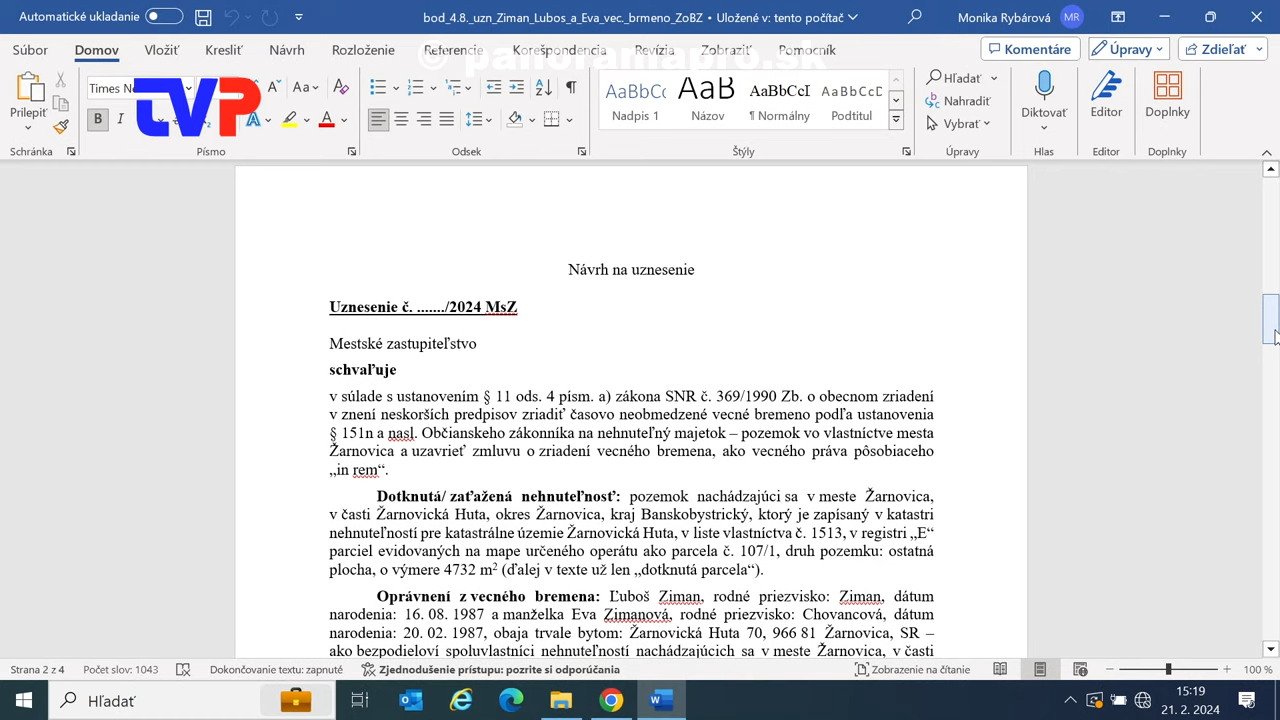 Automatické ukladanie
bod_4.8._uzn_Ziman_Lubos_a_Eva_vec._brmeno_ZoBZ • Uložené v: tento počítač
Monika Rybárová MR
Súbor Domov Vložiť Kresliť Návrh Rozloženie Referencie Korešpondencia Revízia Zobraziť Pomocník
Komentáre Úpravy Zdieľať
© panoramapro.sk
TVP
Prilepiť
Times Ne
AaBbCc AaB AaBbCcI AaBbCcD
Nadpis 1 Názov ¶ Normálny Podtitul
Hľadať
Nahradiť
Vybrať
Diktovať Editor Doplnky
Schránka Písmo Odsek Štýly Úpravy Hlas Editor Doplnky
Návrh na uznesenie
Uznesenie č. ......./2024 MsZ
Mestské zastupiteľstvo
schvaľuje
v súlade s ustanovením § 11 ods. 4 písm. a) zákona SNR č. 369/1990 Zb. o obecnom zriadení
v znení neskorších predpisov zriadiť časovo neobmedzené vecné bremeno podľa ustanovenia
§ 151n a nasl. Občianskeho zákonníka na nehnuteľný majetok – pozemok vo vlastníctve mesta
Žarnovica a uzavrieť zmluvu o zriadení vecného bremena, ako vecného práva pôsobiaceho
„in rem“.
Dotknutá/ zaťažená nehnuteľnosť: pozemok nachádzajúci sa v meste Žarnovica,
v časti Žarnovická Huta, okres Žarnovica, kraj Banskobystrický, ktorý je zapísaný v katastri
nehnuteľností pre katastrálne územie Žarnovická Huta, v liste vlastníctva č. 1513, v registri „E“
parciel evidovaných na mape určeného operátu ako parcela č. 107/1, druh pozemku: ostatná
plocha, o výmere 4732 m² (ďalej v texte už len „dotknutá parcela“).
Oprávnení z vecného bremena: Ľuboš Ziman, rodné priezvisko: Ziman, dátum
narodenia: 16. 08. 1987 a manželka Eva Zimanová, rodné priezvisko: Chovancová, dátum
narodenia: 20. 02. 1987, obaja trvale bytom: Žarnovická Huta 70, 966 81 Žarnovica, SR –
ako bezpodieloví spoluvlastníci nehnuteľností nachádzajúcich sa v meste Žarnovica, v časti
Strana 2 z 4 Počet slov: 1043 Dokončovanie textu: zapnuté Zjednodušenie prístupu: pozrite si odporúčania Zobrazenie na čítanie 100 %
Hľadať
15:19
21. 2. 2024